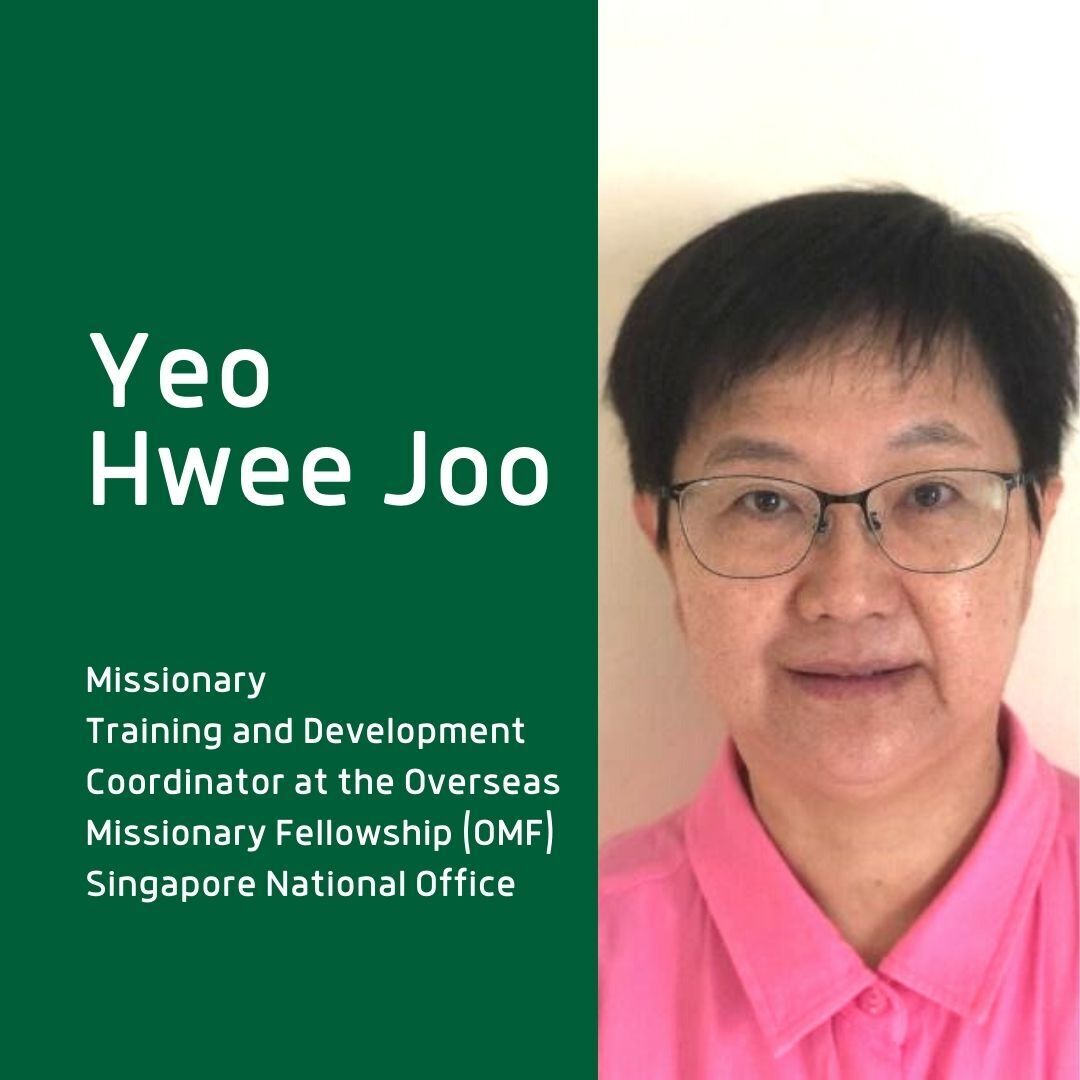 Yeo
Hwee Joo
Missionary
Training and Development
Coordinator at the Overseas
Missionary Fellowship (OMF)
Singapore National Office